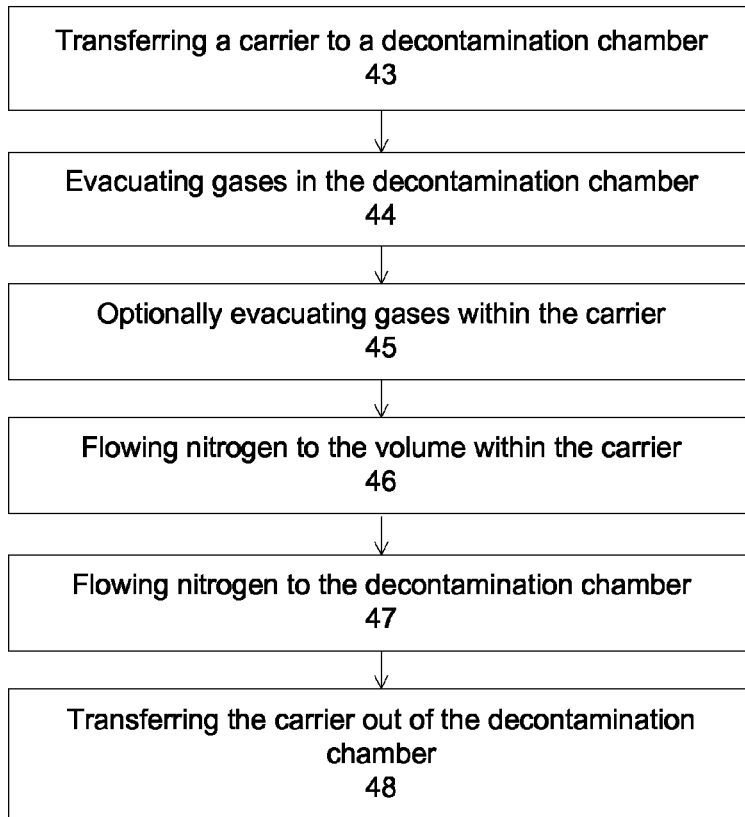 Transferring a carrier to a decontamination chamber
43
Evacuating gases in the decontamination chamber
44
Optionally evacuating gases within the carrier
45
Flowing nitrogen to the volume within the carrier
46
Flowing nitrogen to the decontamination chamber
47
Transferring the carrier out of the decontamination
chamber
48